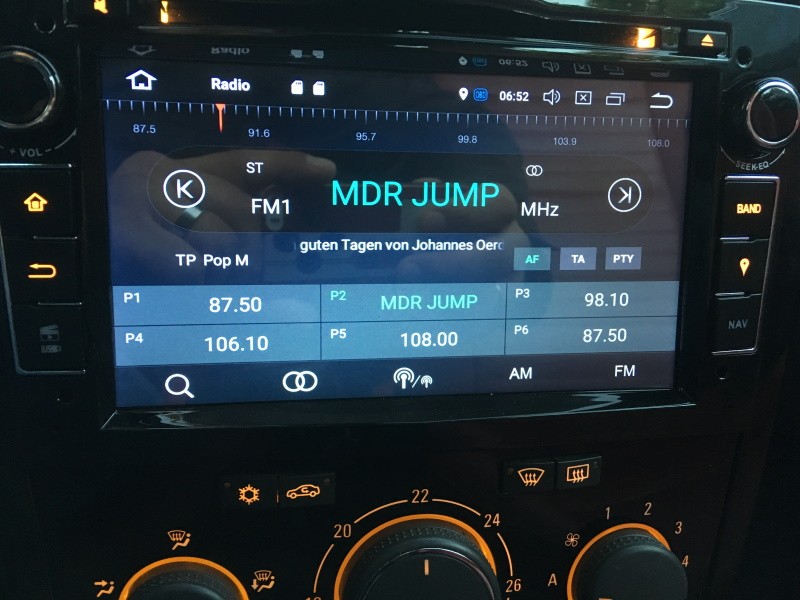 Radio
06:52
87.5 91.6 95.7 99.8 103.9 108.0
+ VOL
SEEK-EQ
ST
FM1 MDR JUMP MHz
BAND
guten Tagen von Johannes Oerd
TP Pop M AF TA PTY
P1 87.50 P2 MDR JUMP P3 98.10
P4 106.10 P5 108.00 P6 87.50
NAV
AM FM
20 22 24 26
A 1 2 3 4